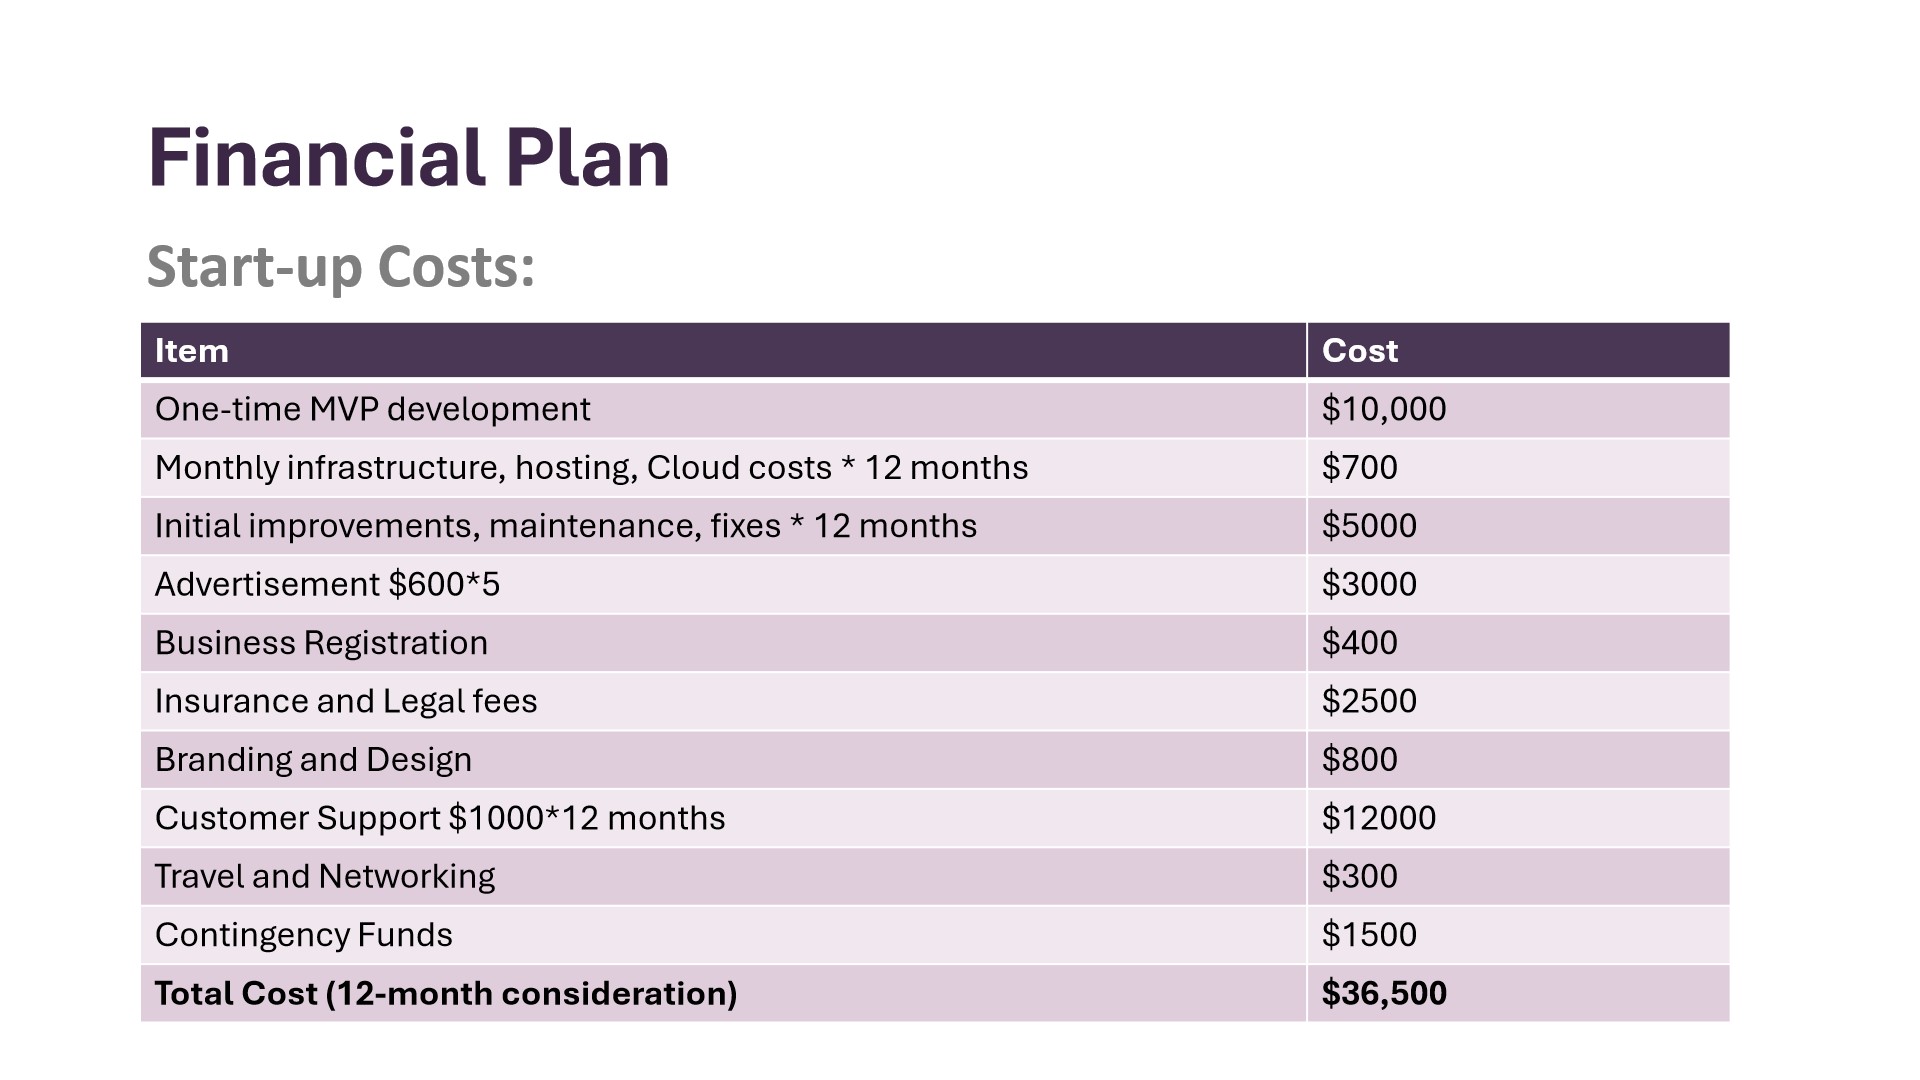 Financial Plan
Start-up Costs:
Item Cost
One-time MVP development $10,000
Monthly infrastructure, hosting, Cloud costs * 12 months $700
Initial improvements, maintenance, fixes * 12 months $5000
Advertisement $600*5 $3000
Business Registration $400
Insurance and Legal fees $2500
Branding and Design $800
Customer Support $1000*12 months $12000
Travel and Networking $300
Contingency Funds $1500
Total Cost (12-month consideration) $36,500